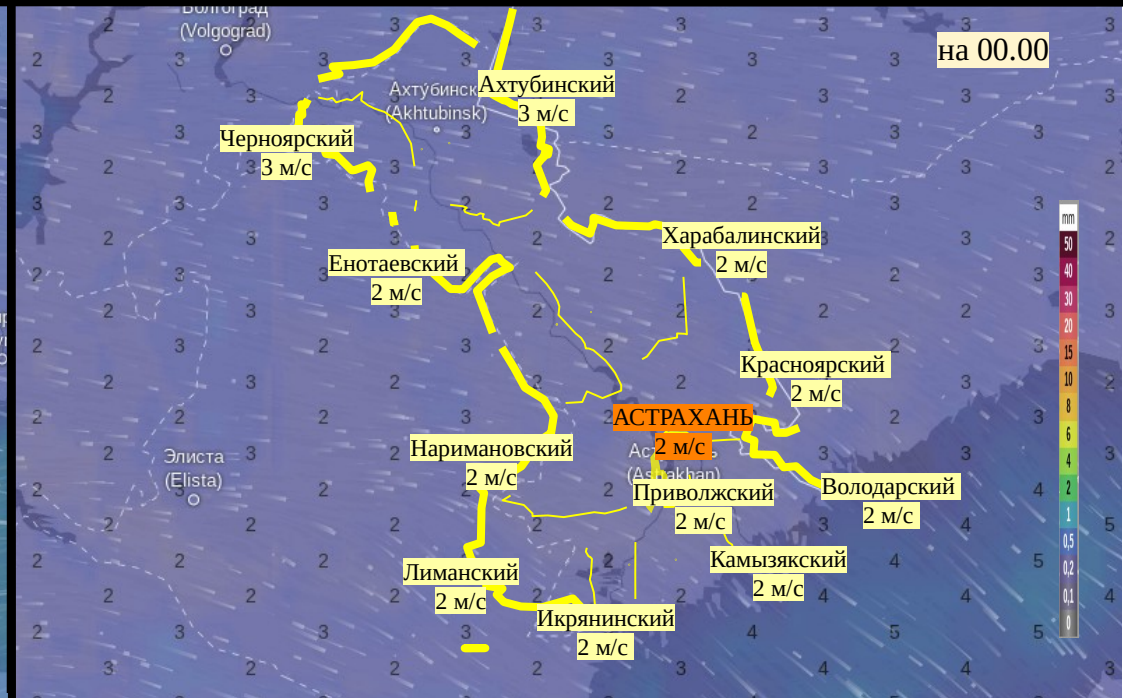 Волгоград
(Volgograd)
на 00.00
Ахтубинский
3 м/с
Ахтубинск
(Akhtubinsk)
Черноярский
3 м/с
Харабалинский
2 м/с
Енотаевский
2 м/с
mm
50
40
30
20
15
10
8
6
4
2
1
0,5
0,2
0,1
0
Красноярский
2 м/с
АСТРАХАНЬ
2 м/с
(Astrakhan)
Наримановский
2 м/с
Элиста
(Elista)
Приволжский
2 м/с
Володарский
2 м/с
Камызякский
2 м/с
Лиманский
2 м/с
Икрянинский
2 м/с